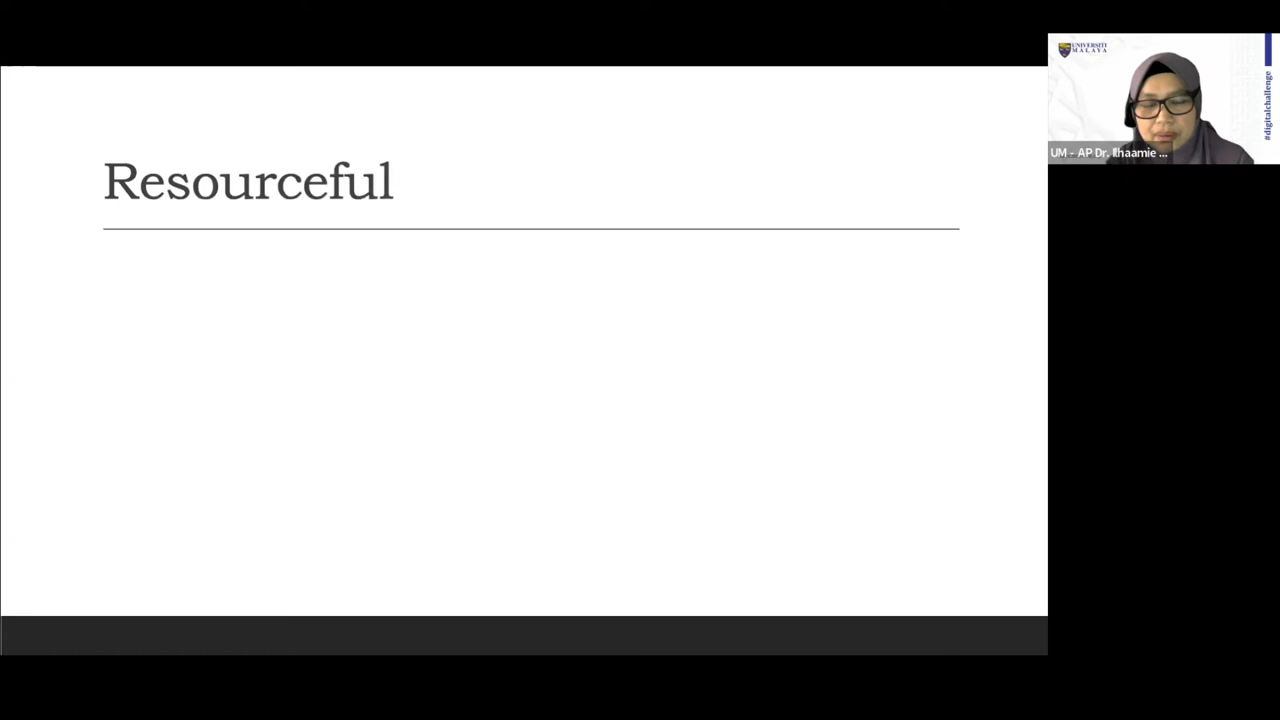 Resourceful
UNIVERSITI
MALAYA
#digitalchallenge
UM - AP Dr. Ilhaamie ...